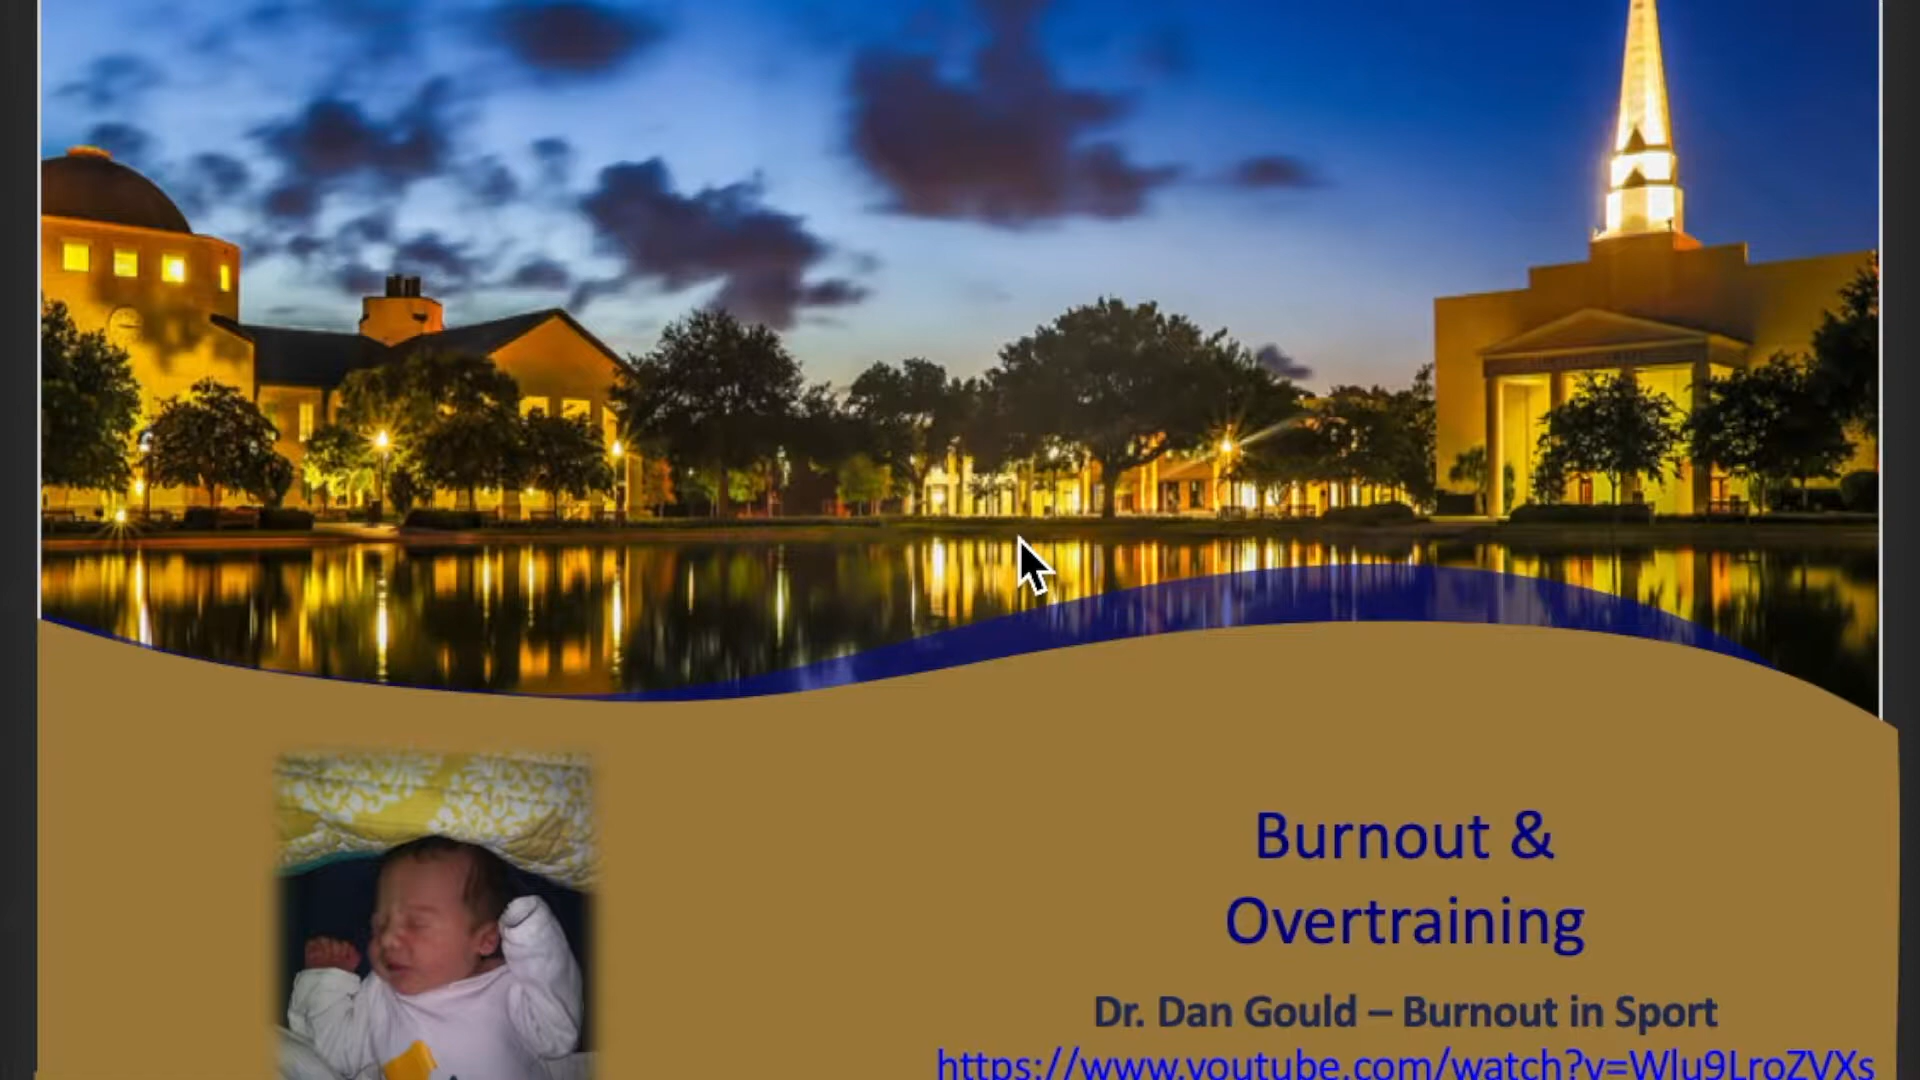 Burnout &
Overtraining
Dr. Dan Gould – Burnout in Sport
https://www.youtube.com/watch?v=Wlu9LroZVXs